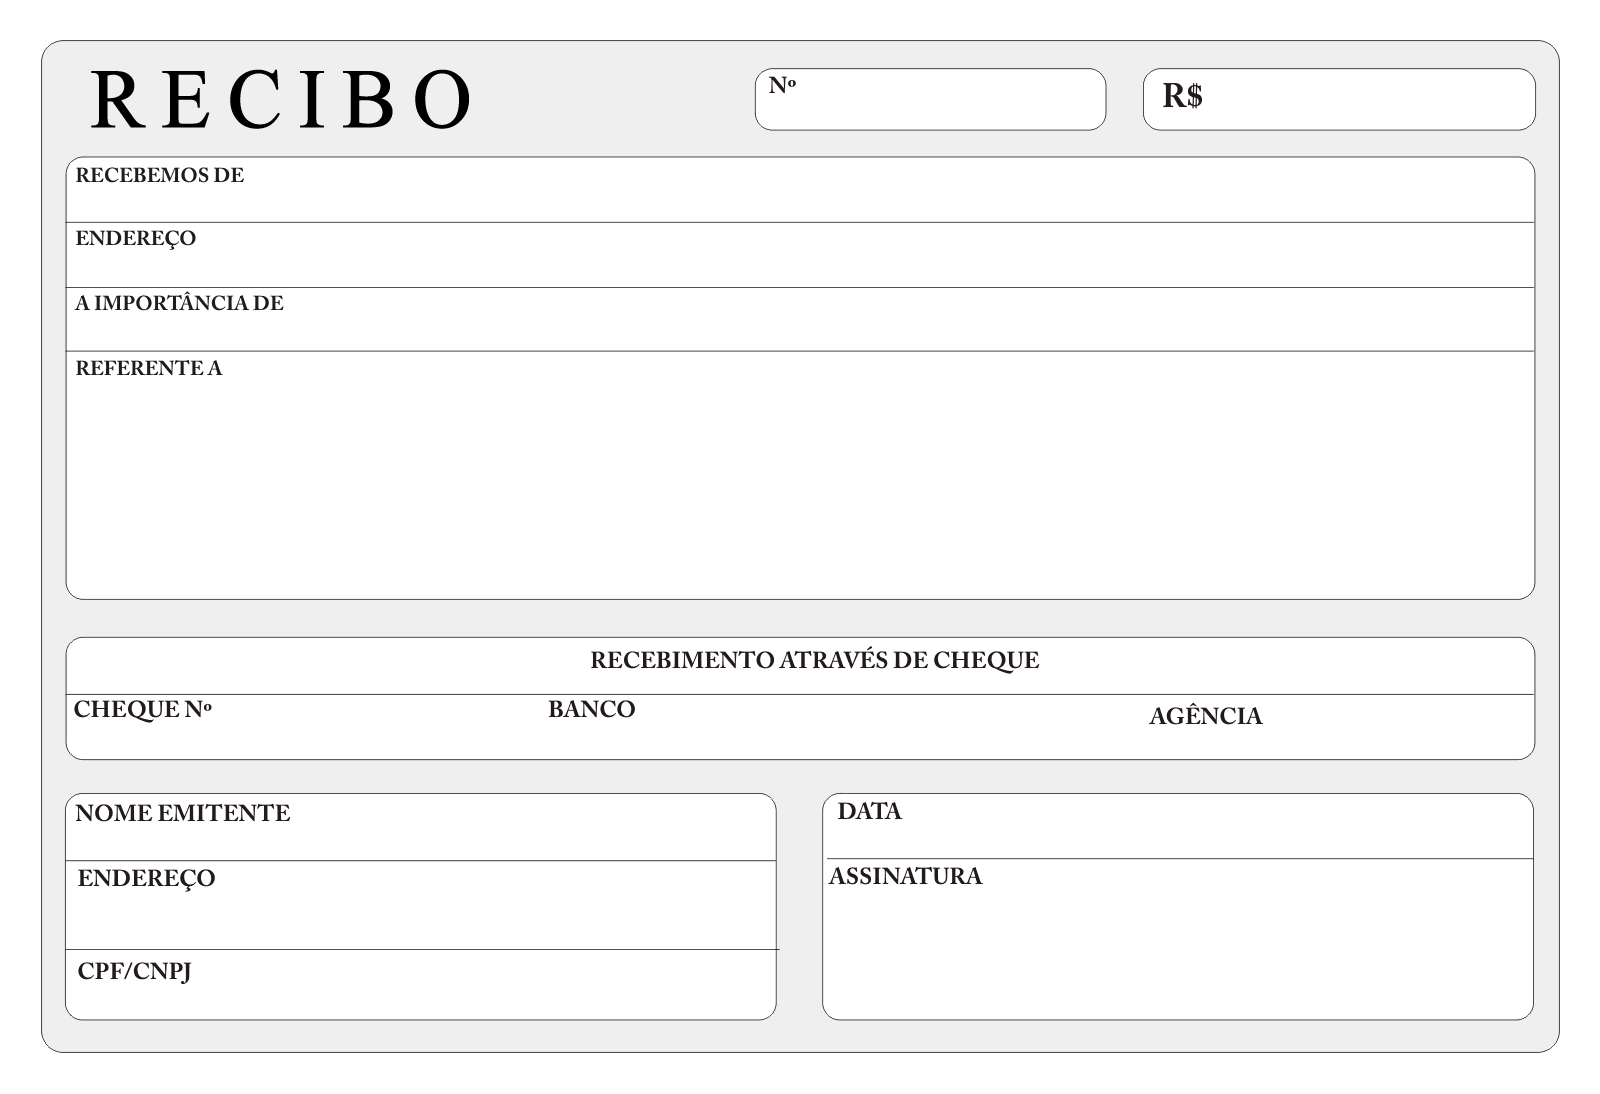 RECIBO
Nº
R$
RECEBEMOS DE
ENDEREÇO
A IMPORTÂNCIA DE
REFERENTE A
RECEBIMENTO ATRAVÉS DE CHEQUE
CHEQUE Nº BANCO AGÊNCIA
NOME EMITENTE
ENDEREÇO
CPF/CNPJ
DATA
ASSINATURA